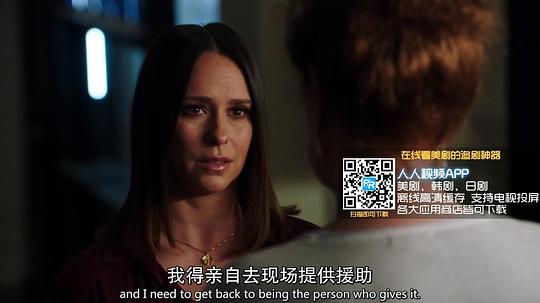 在线看美剧的追剧神器
人人视频APP
美剧、韩剧、日剧
离线高清缓存 支持电视投屏
各大应用商店皆可下载
扫描即可下载
RR
我得亲自去现场提供援助
and I need to get back to being the person who gives it.